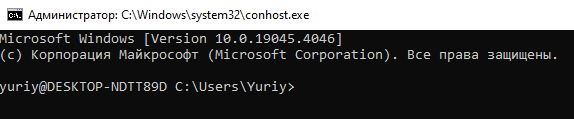 Администратор: C:\Windows\system32\conhost.exe
Microsoft Windows [Version 10.0.19045.4046]
(c) Корпорация Майкрософт (Microsoft Corporation). Все права защищены.
yuriy@DESKTOP-NDTT89D C:\Users\Yuriy>